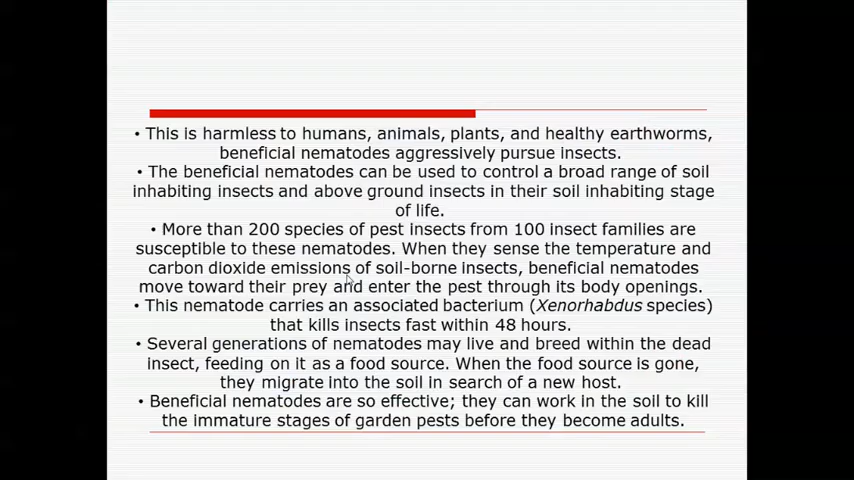 • This is harmless to humans, animals, plants, and healthy earthworms,
beneficial nematodes aggressively pursue insects.
• The beneficial nematodes can be used to control a broad range of soil
inhabiting insects and above ground insects in their soil inhabiting stage
of life.
• More than 200 species of pest insects from 100 insect families are
susceptible to these nematodes. When they sense the temperature and
carbon dioxide emissions of soil-borne insects, beneficial nematodes
move toward their prey and enter the pest through its body openings.
• This nematode carries an associated bacterium (Xenorhabdus species)
that kills insects fast within 48 hours.
• Several generations of nematodes may live and breed within the dead
insect, feeding on it as a food source. When the food source is gone,
they migrate into the soil in search of a new host.
• Beneficial nematodes are so effective; they can work in the soil to kill
the immature stages of garden pests before they become adults.